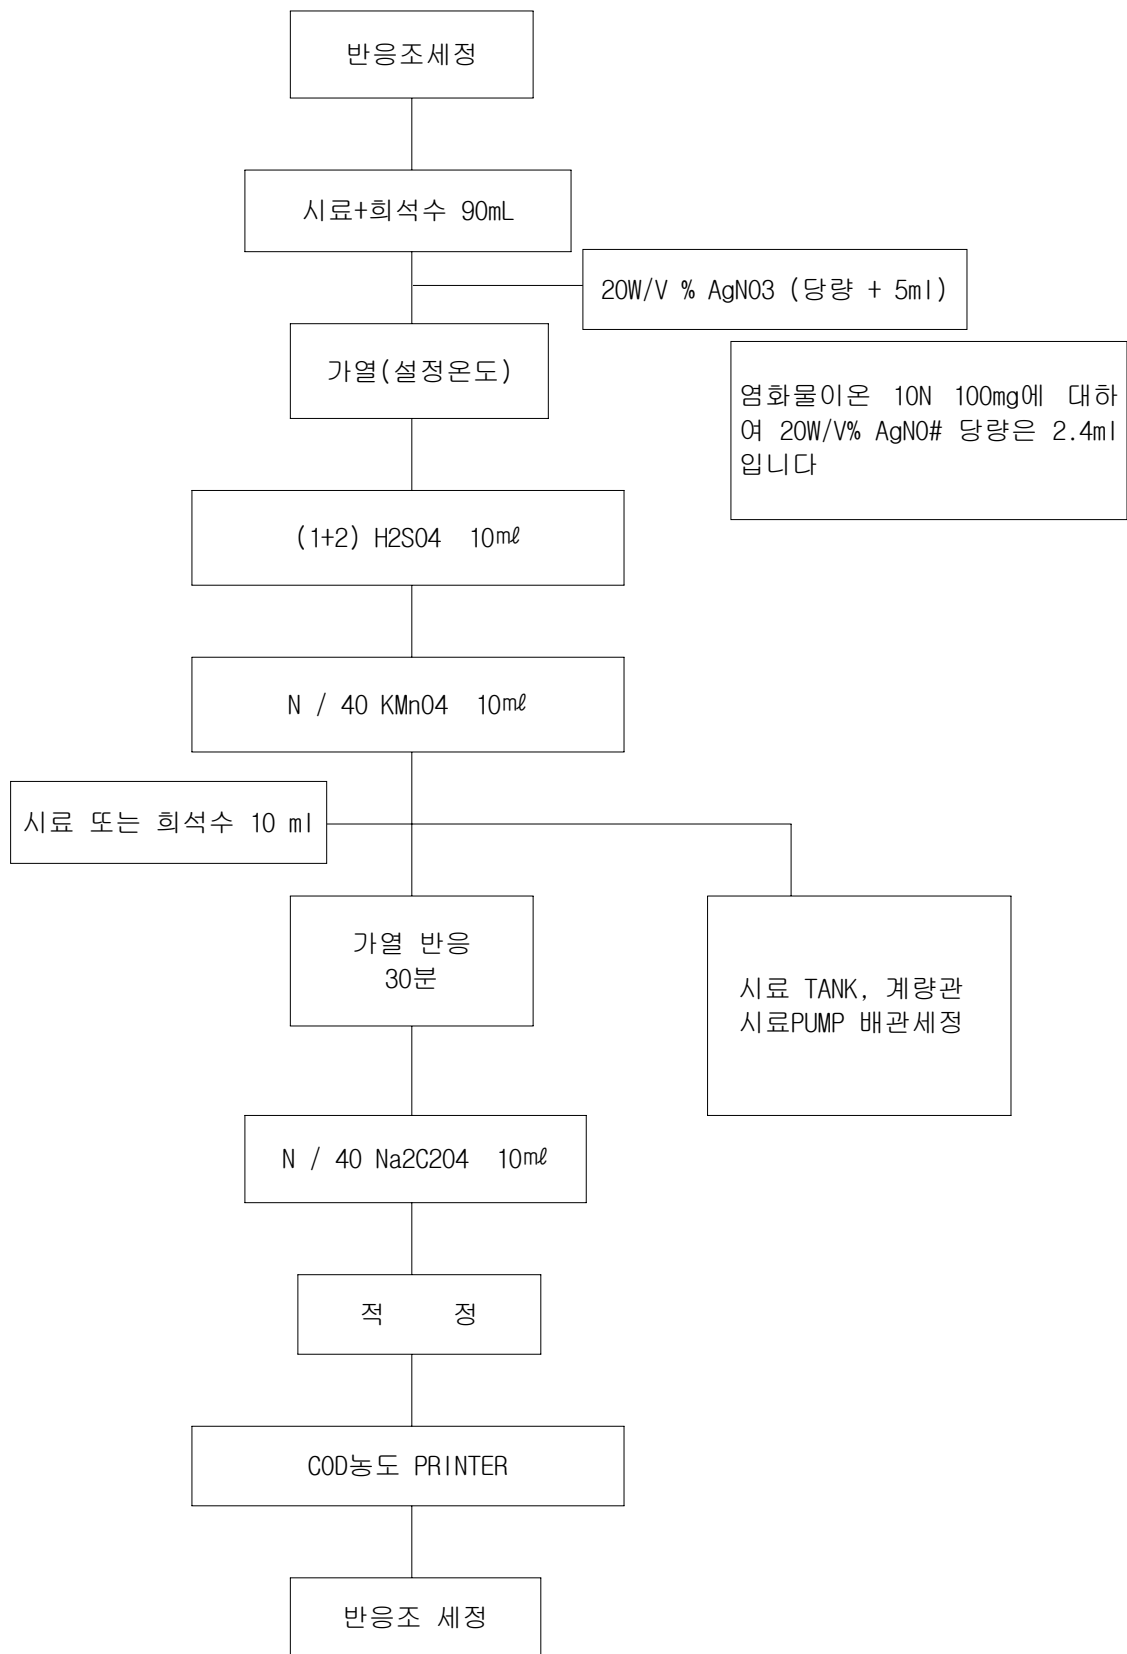 반응조세정
시료+희석수 90mL
20W/V % AgNO3 (당량 + 5ml)
가열(설정온도)
염화물이온 10N 100mg에 대하
여 20W/V% AgNO# 당량은 2.4ml
입니다
(1+2) H2SO4 10㎖
N / 40 KMnO4 10㎖
시료 또는 희석수 10 ml
가열 반응
30분
시료 TANK, 계량관
시료PUMP 배관세정
N / 40 Na2C2O4 10㎖
적 정
COD농도 PRINTER
반응조 세정